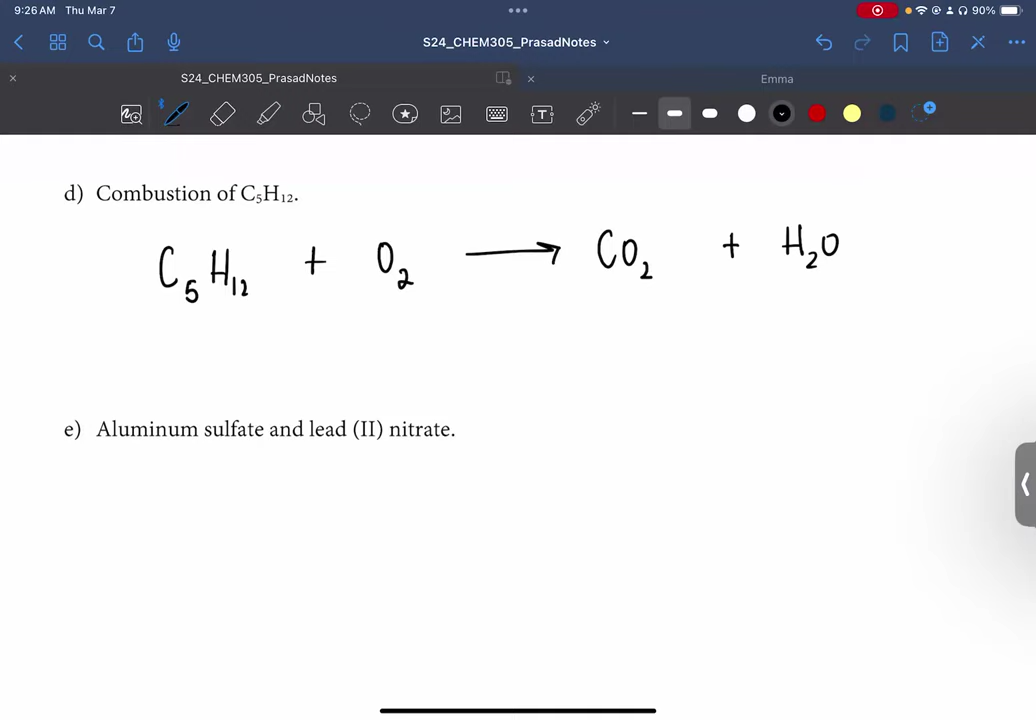 9:26 AM Thu Mar 7
90%
S24_CHEM305_PrasadNotes
S24_CHEM305_PrasadNotes
Emma
d) Combustion of C₅H₁₂.
C₅H₁₂ + O₂ → CO₂ + H₂O
e) Aluminum sulfate and lead (II) nitrate.